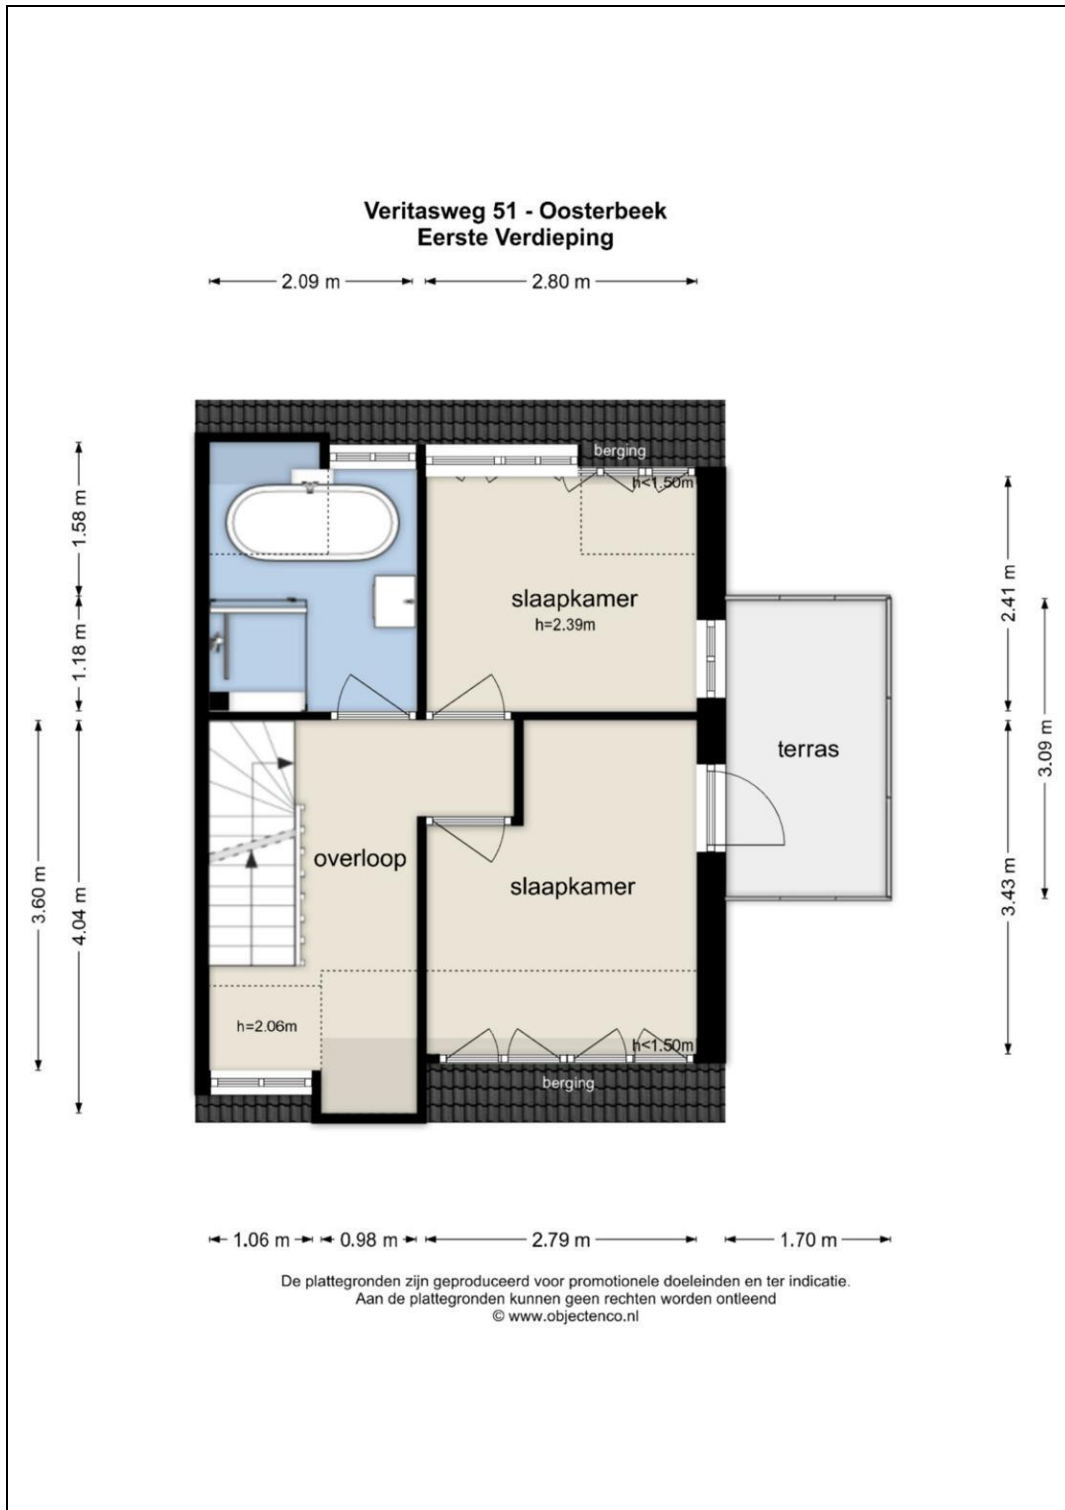 Veritasweg 51 - Oosterbeek
Eerste Verdieping
2.09 m
2.80 m
berging
h<1.50m
1.58 m
slaapkamer
h=2.39m
2.41 m
1.18 m
terras
3.09 m
overloop
slaapkamer
3.60 m
4.04 m
3.43 m
h=2.06m
h<1.50m
berging
1.06 m
0.98 m
2.79 m
1.70 m
De plattegronden zijn geproduceerd voor promotionele doeleinden en ter indicatie.
Aan de plattegronden kunnen geen rechten worden ontleend
© www.objectenco.nl